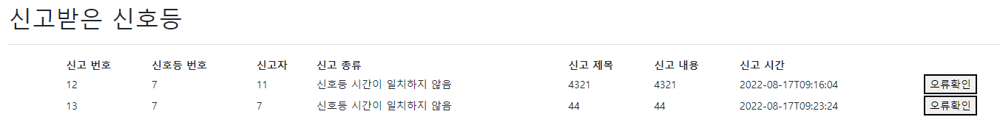 신고받은 신호등
신고 번호 신호등 번호 신고자 신고 종류 신고 제목 신고 내용 신고 시간
12 7 11 신호등 시간이 일치하지 않음 4321 4321 2022-08-17T09:16:04 오류확인
13 7 7 신호등 시간이 일치하지 않음 44 44 2022-08-17T09:23:24 오류확인